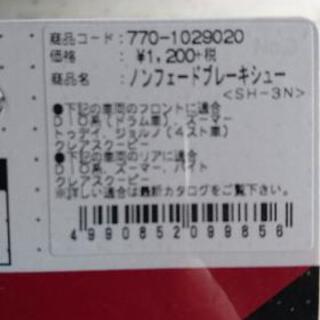 商品コード:770-1029020
価格 : ¥1,200+税
商品名 : ノンフェードブレーキシュー
<SH-3N>
●下記の車両のフロントに適合
DIO系(ドラム車)、ズーマー
トゥデイ、ジョルノ(4スト車)
クレアスクーピー
●下記の車両のリアに適合
DIO系、ズーマー、バイト
クレアスクーピー
※詳しい適合は最新カタログをご覧下さい。
4990852099856